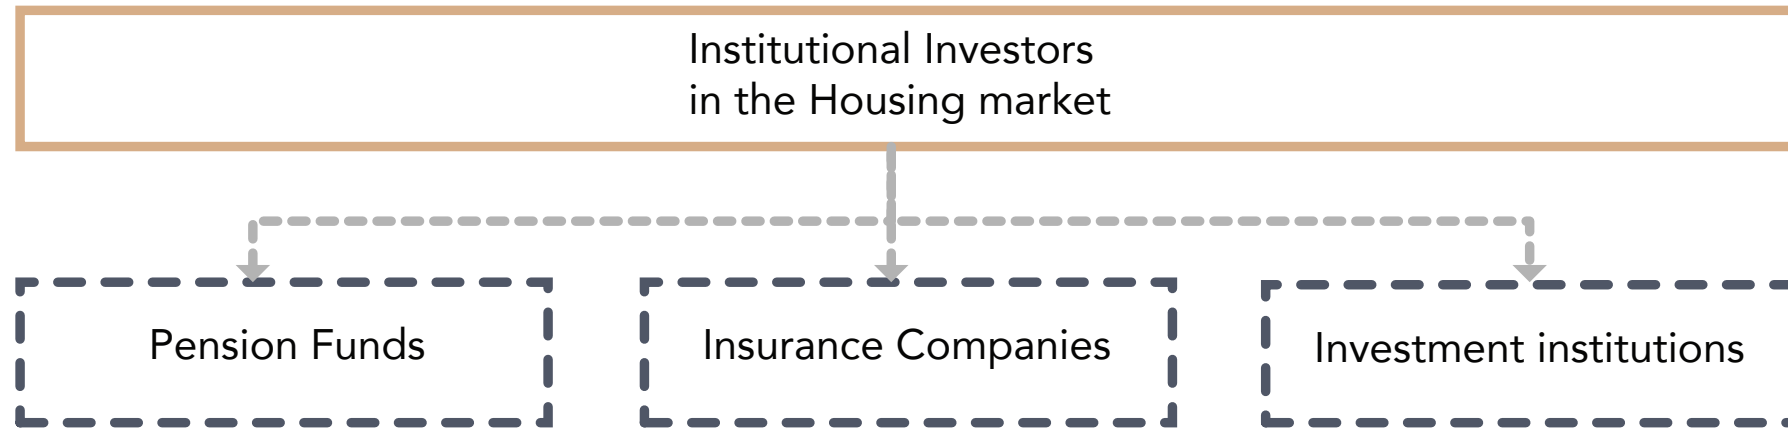 Institutional Investors
in the Housing market
Pension Funds
Insurance Companies
Investment institutions